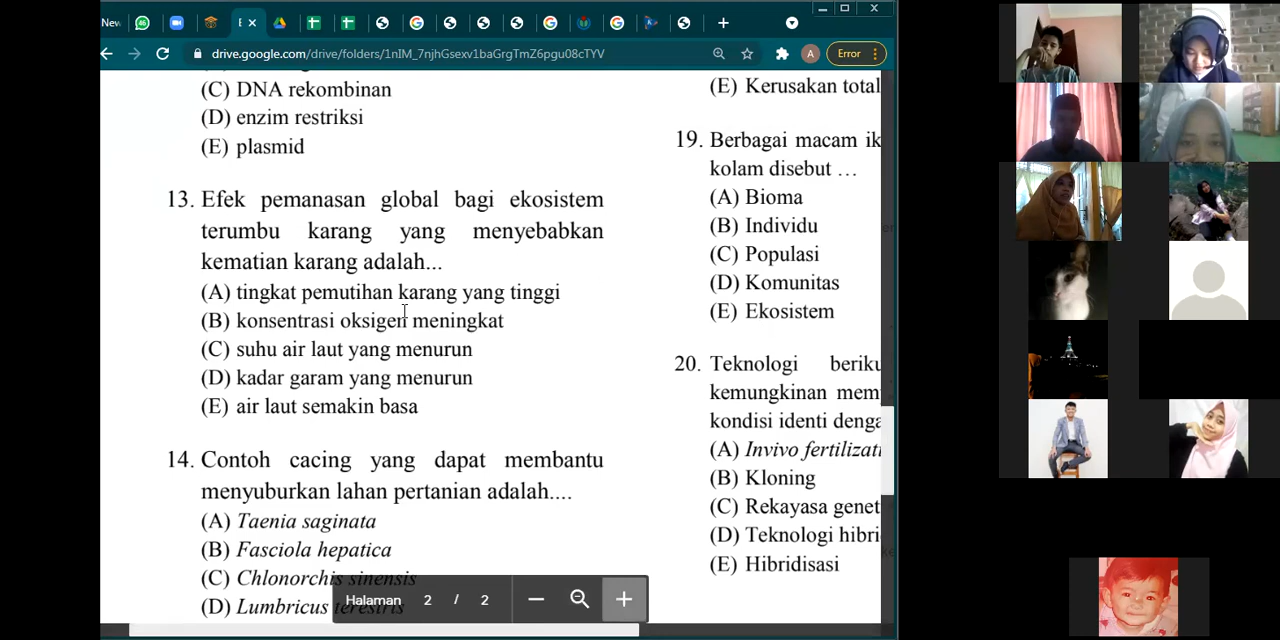 New
46
E
drive.google.com/drive/folders/1nIM_7njhGsexv1baGrgTmZ6pgu08cTYV
A
Error
(C) DNA rekombinan
(D) enzim restriksi
(E) plasmid
13. Efek pemanasan global bagi ekosistem
terumbu karang yang menyebabkan
kematian karang adalah...
(A) tingkat pemutihan karang yang tinggi
(B) konsentrasi oksigen meningkat
(C) suhu air laut yang menurun
(D) kadar garam yang menurun
(E) air laut semakin basa
14. Contoh cacing yang dapat membantu
menyuburkan lahan pertanian adalah....
(A) Taenia saginata
(B) Fasciola hepatica
(C) Chlonorchis sinensis
(D) Lumbricus terestris
(E) Kerusakan total
19. Berbagai macam ik
kolam disebut …
(A) Bioma
(B) Individu
(C) Populasi
(D) Komunitas
(E) Ekosistem
20. Teknologi beriku
kemungkinan mem
kondisi identi denga
(A) Invivo fertilizati
(B) Kloning
(C) Rekayasa genet
(D) Teknologi hibri
(E) Hibridisasi
Halaman 2 / 2